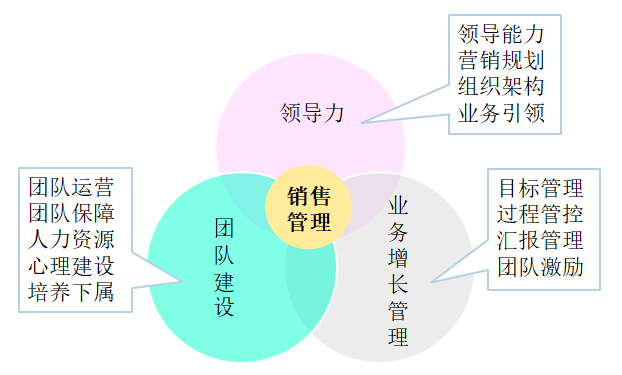 领导能力
营销规划
组织架构
业务引领
领导力
团队运营
团队保障
人力资源
心理建设
培养下属
销售
管理
目标管理
过程管控
汇报管理
团队激励
团队建设
业务增长管理